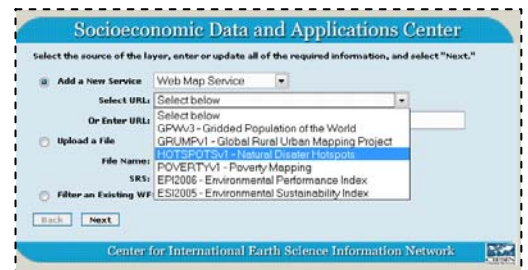 Socioeconomic Data and Applications Center
Select the source of the layer, enter or update all of the required information, and select "Next."
Add a New Service Web Map Service
Select URL: Select below
Or Enter URL: Select below
GPWv3 - Gridded Population of the World
Upload a File GRUMPv1 - Global Rural Urban Mapping Project
HOTSPOTSv1 - Natural Disater Hotspots
File Name: POVERTYv1 - Poverty Mapping
SRS: EPI2006 - Environmental Performance Index
Filter an Existing WF ESI2005 - Environmental Sustainability Index
Back Next
Center for International Earth Science Information Network